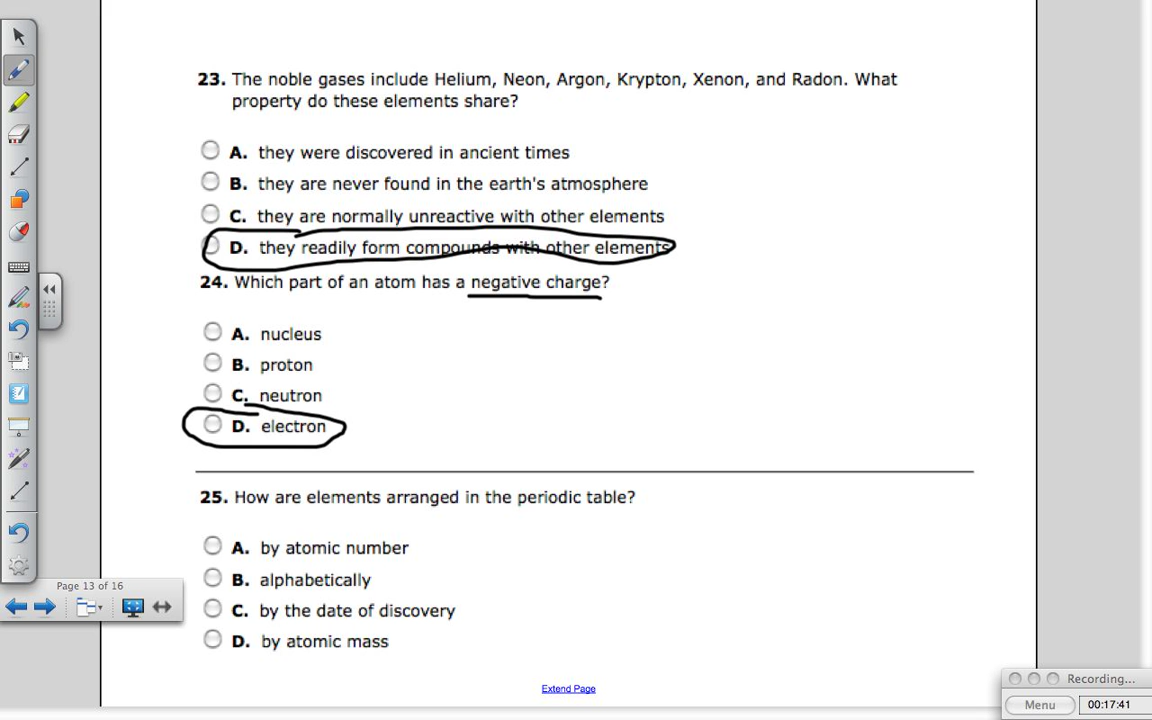 23. The noble gases include Helium, Neon, Argon, Krypton, Xenon, and Radon. What
property do these elements share?
A. they were discovered in ancient times
B. they are never found in the earth's atmosphere
C. they are normally unreactive with other elements
D. they readily form compounds with other elements
24. Which part of an atom has a negative charge?
A. nucleus
B. proton
C. neutron
D. electron
25. How are elements arranged in the periodic table?
A. by atomic number
B. alphabetically
C. by the date of discovery
D. by atomic mass
Page 13 of 16
Extend Page
Recording...
Menu 00:17:41